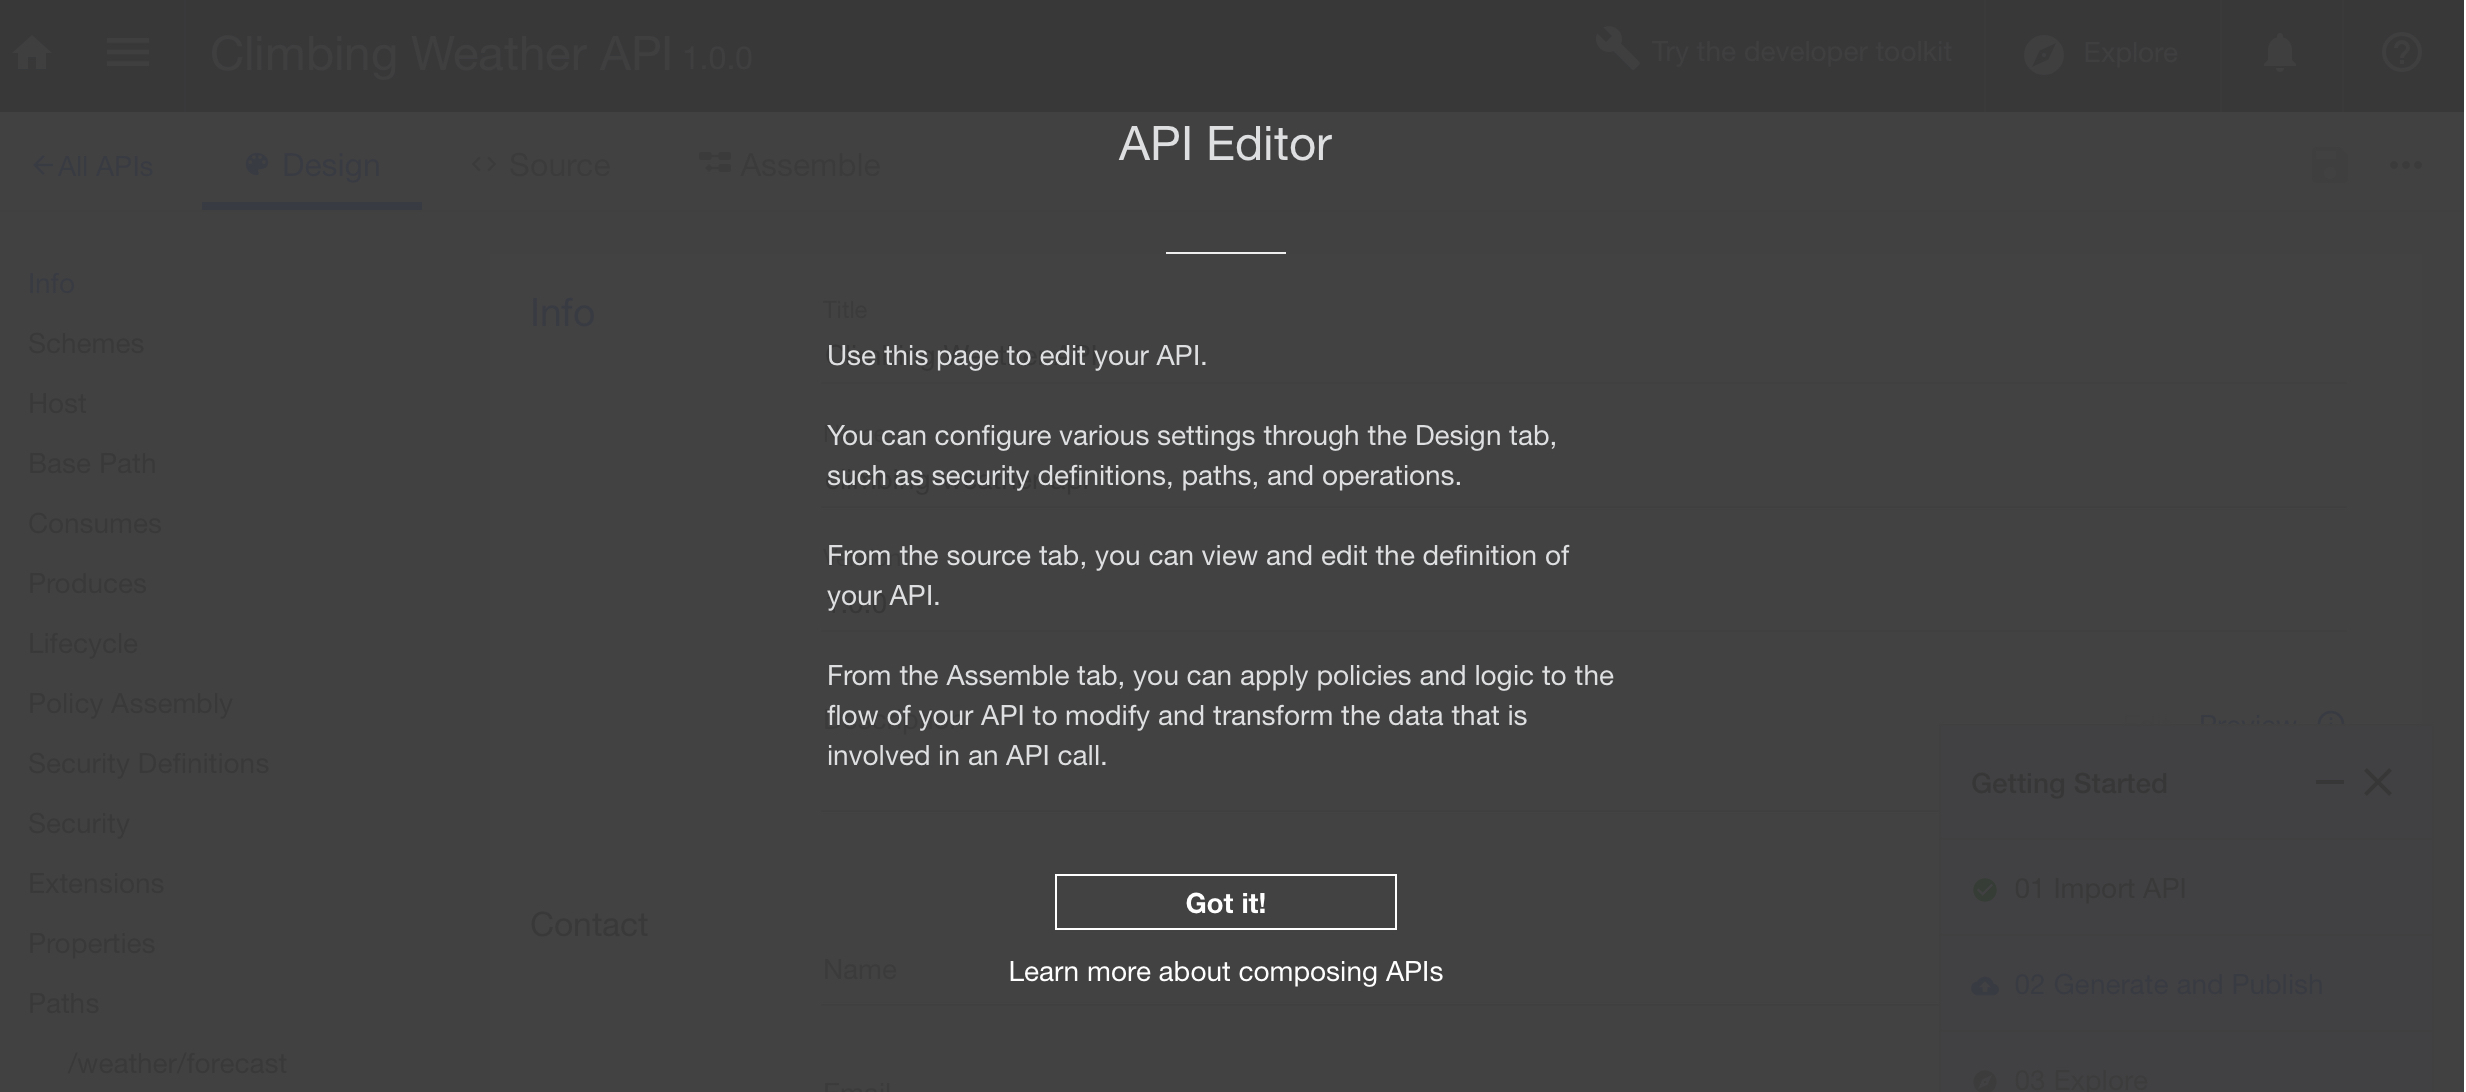 Climbing Weather API 1.0.0
Try the developer toolkit
Explore
All APIs
Design
Source
Assemble
API Editor
Info
Schemes
Host
Base Path
Consumes
Produces
Lifecycle
Policy Assembly
Security Definitions
Security
Extensions
Properties
Paths
/weather/forecast
Info
Title
Use this page to edit your API.
You can configure various settings through the Design tab,
such as security definitions, paths, and operations.
From the source tab, you can view and edit the definition of
your API.
From the Assemble tab, you can apply policies and logic to the
flow of your API to modify and transform the data that is
involved in an API call.
Preview
Got it!
Learn more about composing APIs
Contact
Name
Email
Getting Started
01 Import API
02 Generate and Publish
03 Explore